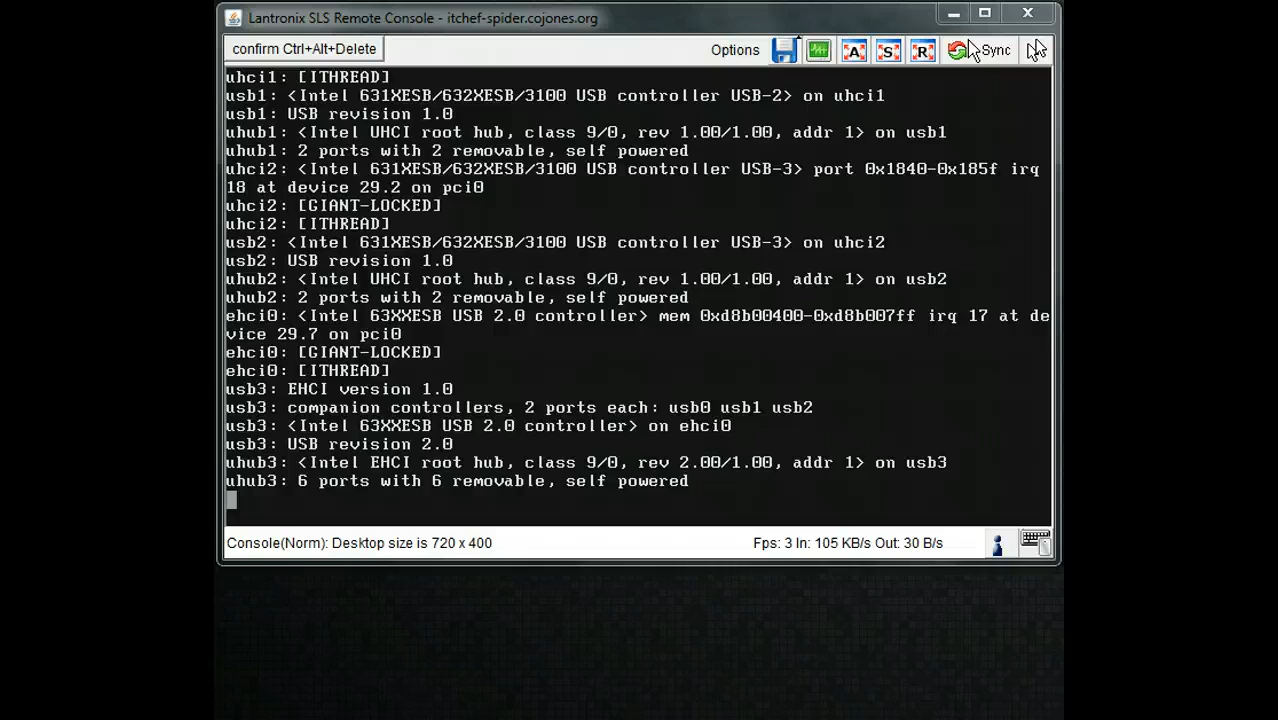 Lantronix SLS Remote Console - itchef-spider.cojones.org
confirm Ctrl+Alt+Delete
Options
A
S
R
Sync
uhci1: [ITHREAD]
usb1: <Intel 631XESB/632XESB/3100 USB controller USB-2> on uhci1
usb1: USB revision 1.0
uhub1: <Intel UHCI root hub, class 9/0, rev 1.00/1.00, addr 1> on usb1
uhub1: 2 ports with 2 removable, self powered
uhci2: <Intel 631XESB/632XESB/3100 USB controller USB-3> port 0x1840-0x185f irq
18 at device 29.2 on pci0
uhci2: [GIANT-LOCKED]
uhci2: [ITHREAD]
usb2: <Intel 631XESB/632XESB/3100 USB controller USB-3> on uhci2
usb2: USB revision 1.0
uhub2: <Intel UHCI root hub, class 9/0, rev 1.00/1.00, addr 1> on usb2
uhub2: 2 ports with 2 removable, self powered
ehci0: <Intel 63XXESB USB 2.0 controller> mem 0xd8b00400-0xd8b007ff irq 17 at de
vice 29.7 on pci0
ehci0: [GIANT-LOCKED]
ehci0: [ITHREAD]
usb3: EHCI version 1.0
usb3: companion controllers, 2 ports each: usb0 usb1 usb2
usb3: <Intel 63XXESB USB 2.0 controller> on ehci0
usb3: USB revision 2.0
uhub3: <Intel EHCI root hub, class 9/0, rev 2.00/1.00, addr 1> on usb3
uhub3: 6 ports with 6 removable, self powered
Console(Norm): Desktop size is 720 x 400
Fps: 3 In: 105 KB/s Out: 30 B/s